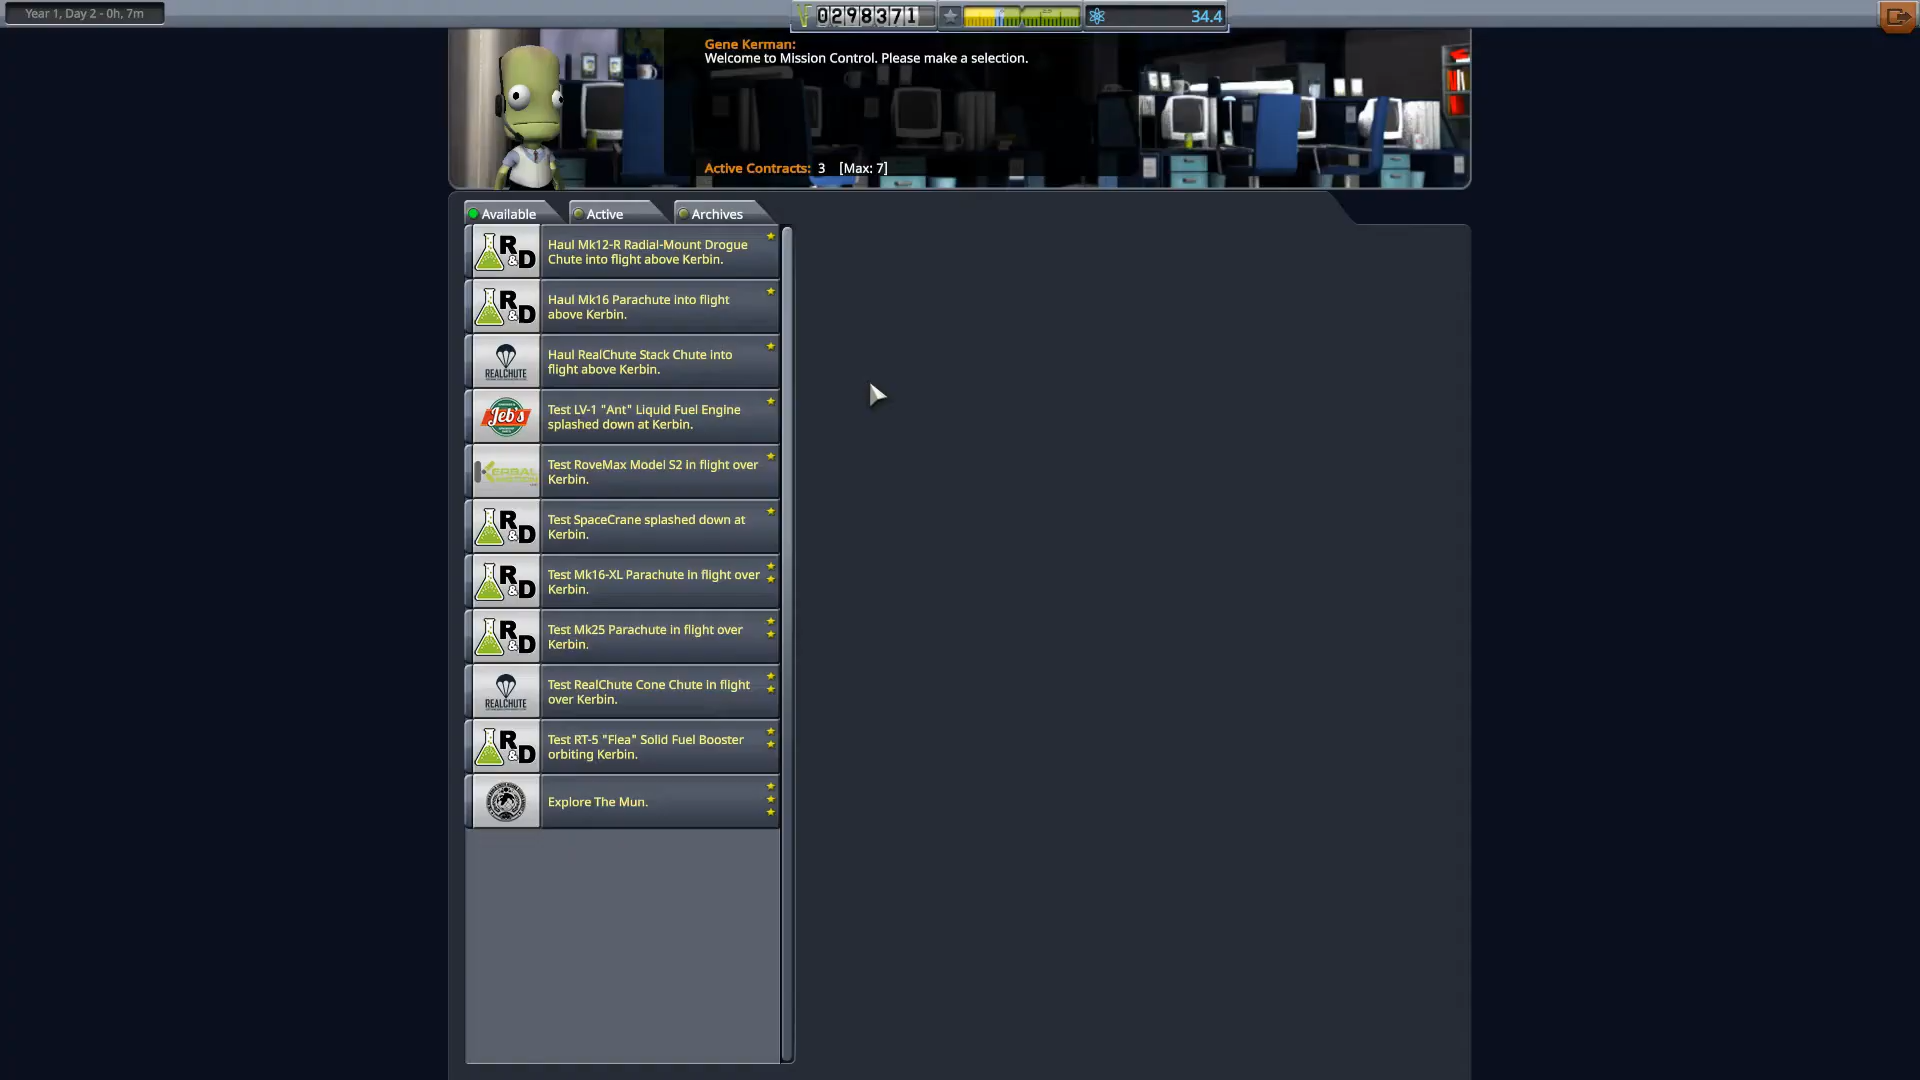 Year 1, Day 2 - 0h, 7m
0298371
34.4
Gene Kerman:
Welcome to Mission Control. Please make a selection.
Active Contracts: 3 [Max: 7]
Available
Active
Archives
R&D
Haul Mk12-R Radial-Mount Drogue
Chute into flight above Kerbin.
R&D
Haul Mk16 Parachute into flight
above Kerbin.
REALCHUTE
Haul RealChute Stack Chute into
flight above Kerbin.
Jeb's
Test LV-1 "Ant" Liquid Fuel Engine
splashed down at Kerbin.
KERBAL
Test RoveMax Model S2 in flight over
Kerbin.
R&D
Test SpaceCrane splashed down at
Kerbin.
R&D
Test Mk16-XL Parachute in flight over
Kerbin.
R&D
Test Mk25 Parachute in flight over
Kerbin.
REALCHUTE
Test RealChute Cone Chute in flight
over Kerbin.
R&D
Test RT-5 "Flea" Solid Fuel Booster
orbiting Kerbin.
Explore The Mun.